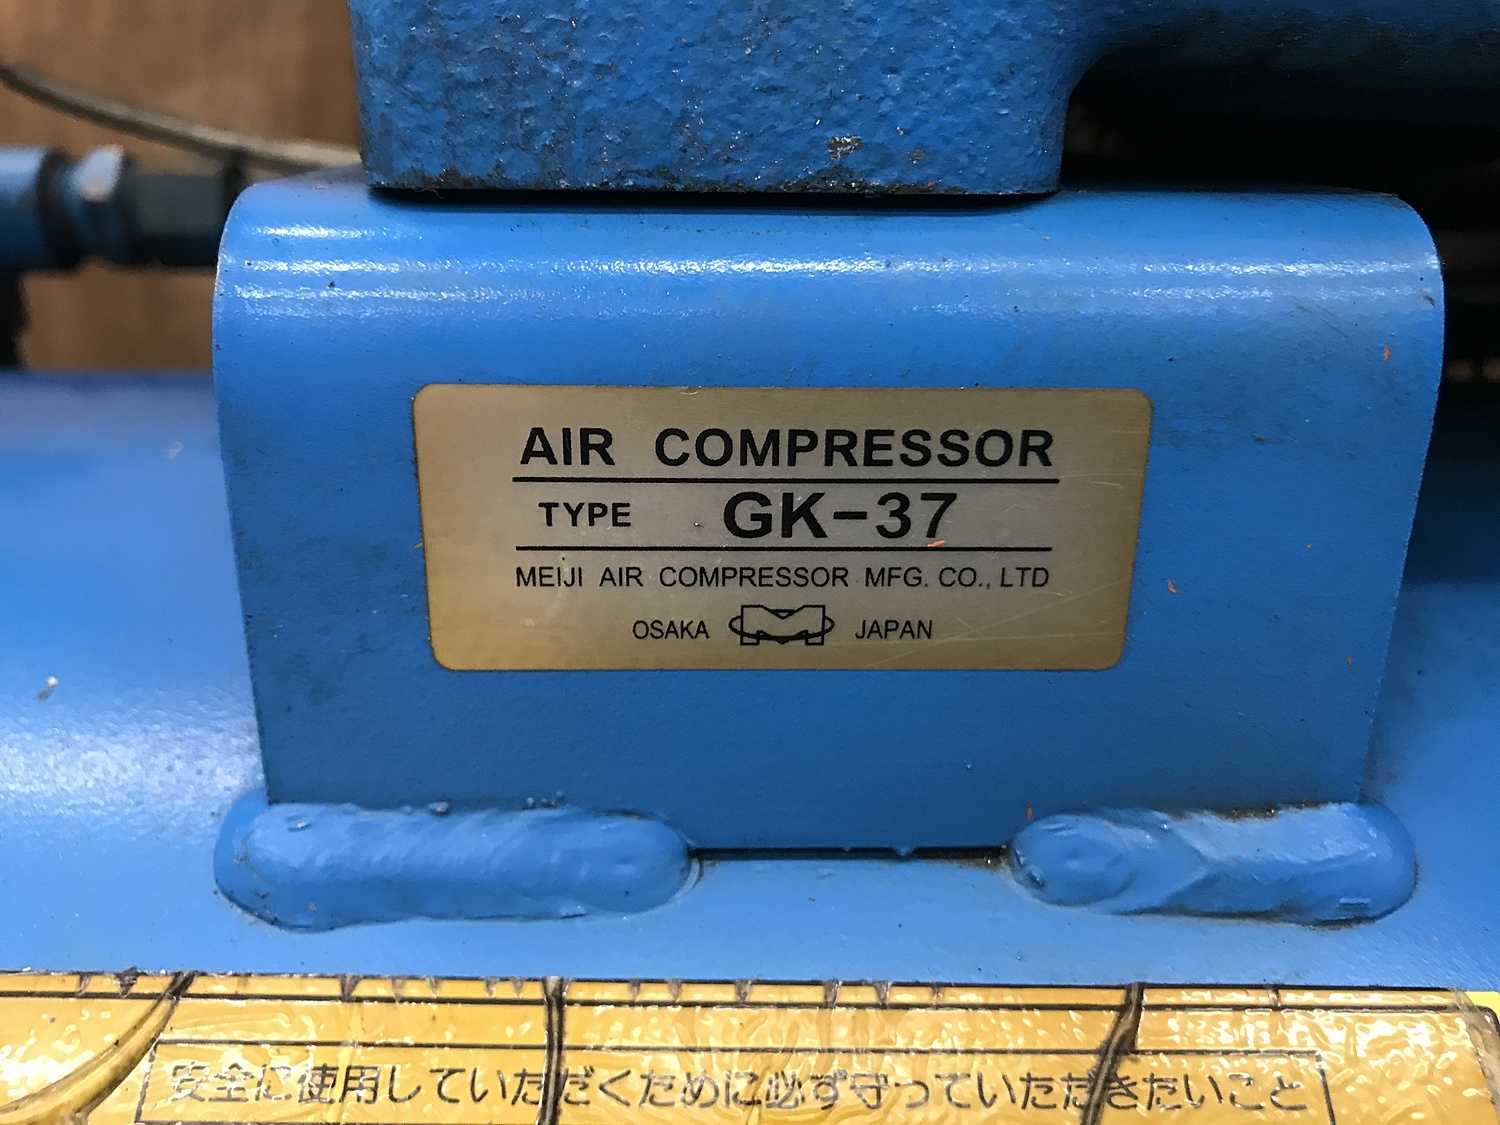 AIR COMPRESSOR
TYPE GK-37
MEIJI AIR COMPRESSOR MFG. CO., LTD
OSAKA M JAPAN
安全に使用していただくために必ず守っていただきたいこと